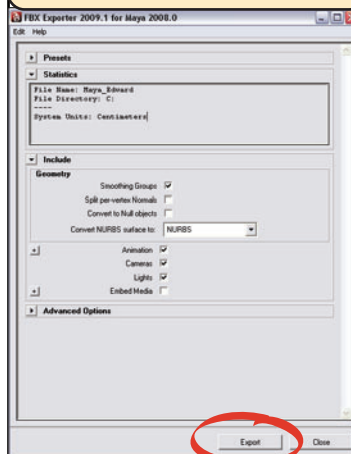 FBX Exporter 2009.1 for Maya 2008.0
Edit Help
Presets
Statistics
File Name: Maya_Edward
File Directory: C:
----
System Units: Centimeters
Include
Geometry
Smoothing Groups
Split per-vertex Normals
Convert to Null objects
Convert NURBS surface to: NURBS
Animation
Cameras
Lights
Embed Media
Advanced Options
Export Close